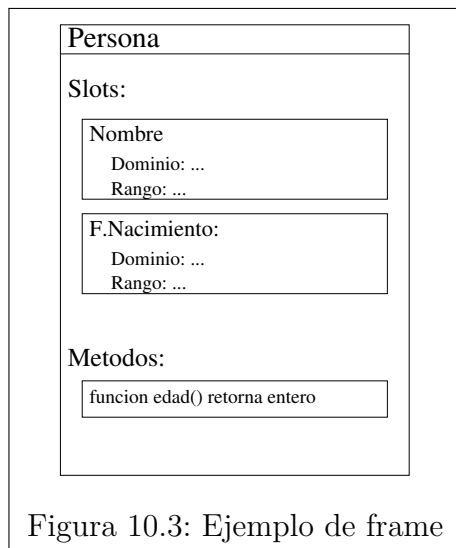 Persona
Slots:
Nombre
Dominio: ...
Rango: ...
F.Nacimiento:
Dominio: ...
Rango: ...
Metodos:
funcion edad() retorna entero
Figura 10.3: Ejemplo de frame